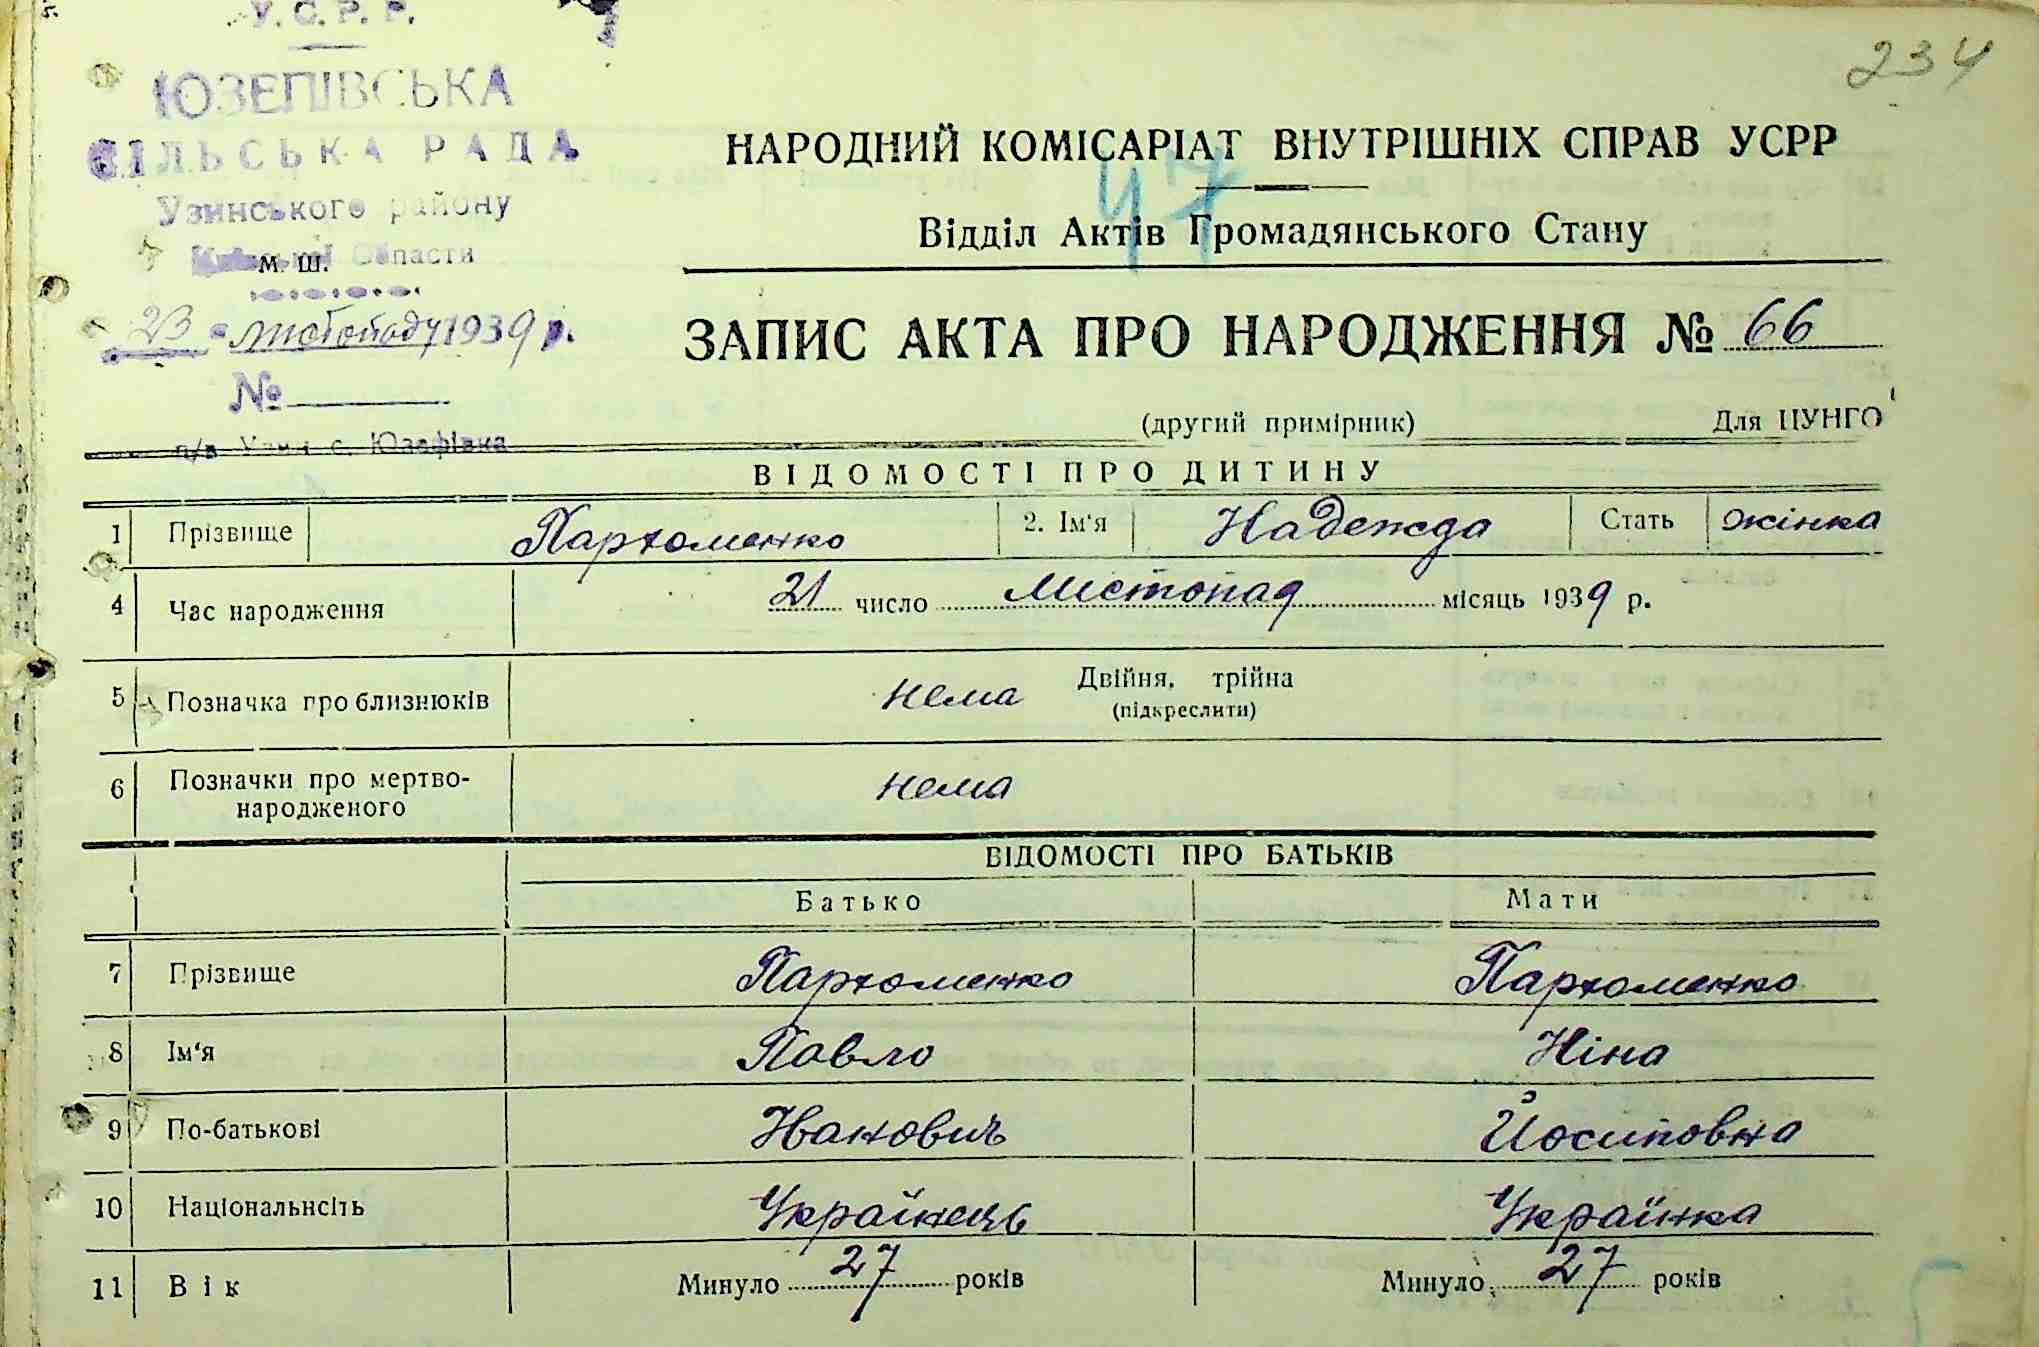 У. С. Р. Р.
234
ЮЗЕПІВСЬКА
СІЛЬСЬКА РАДА
Узинського району
Київської Області
М. Ш.
23 листопаду 1939 р.
№
п/в Узин с. Юзефівка
НАРОДНИЙ КОМІСАРІАТ ВНУТРІШНІХ СПРАВ УСРР
47
Відділ Актів Громадянського Стану
ЗАПИС АКТА ПРО НАРОДЖЕННЯ № 66
(другий примірник) Для ЦУНГО
ВІДОМОСТІ ПРО ДИТИНУ
1 Прізвище Пархоменко 2. Ім'я Надежда Стать жінка
4 Час народження 21 число листопад місяць 1939 р.
5 Позначка про близнюків нема Двійня, трійна
(підкреслити)
6 Позначки про мертво-
народженого нема
ВІДОМОСТІ ПРО БАТЬКІВ
Батько Мати
7 Прізвище Пархоменко Пархоменко
8 Ім'я Павло Ніна
9 По-батькові Іванович Йосиповна
10 Національнсіть Українець Українка
11 Вік Минуло 27 років Минуло 27 років